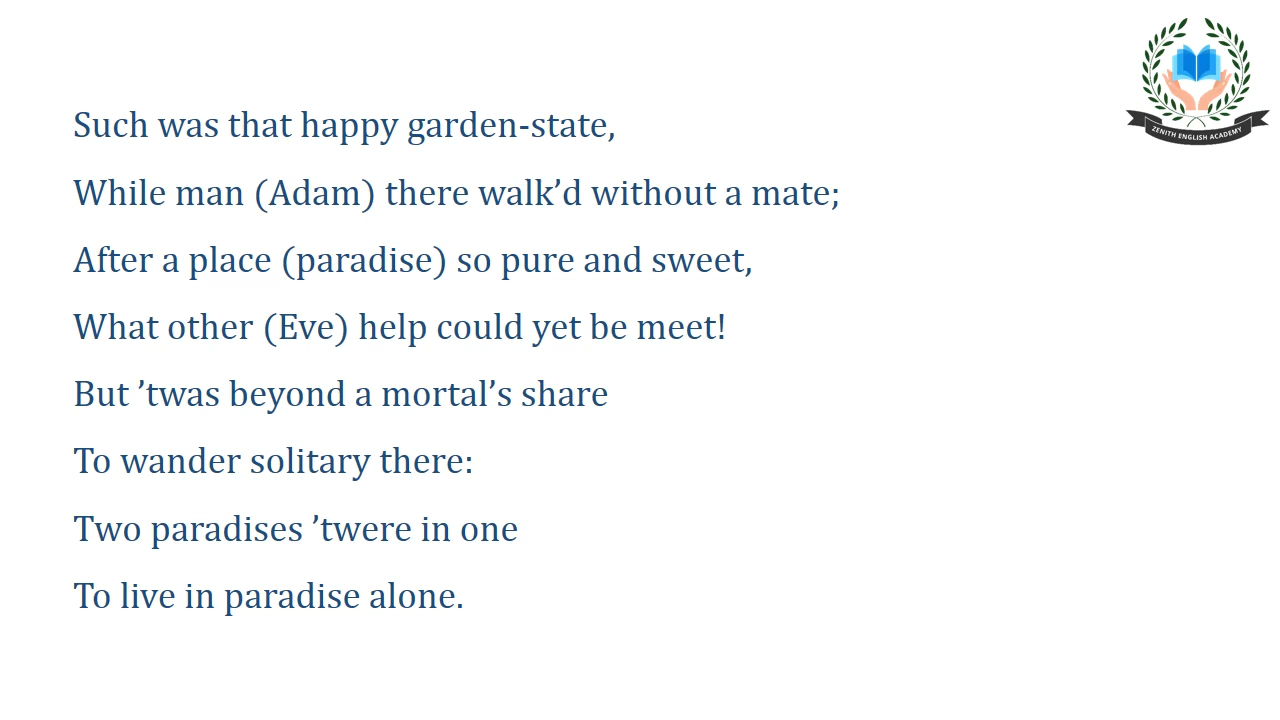 ZENITH ENGLISH ACADEMY
Such was that happy garden-state,
While man (Adam) there walk’d without a mate;
After a place (paradise) so pure and sweet,
What other (Eve) help could yet be meet!
But ’twas beyond a mortal’s share
To wander solitary there:
Two paradises ’twere in one
To live in paradise alone.